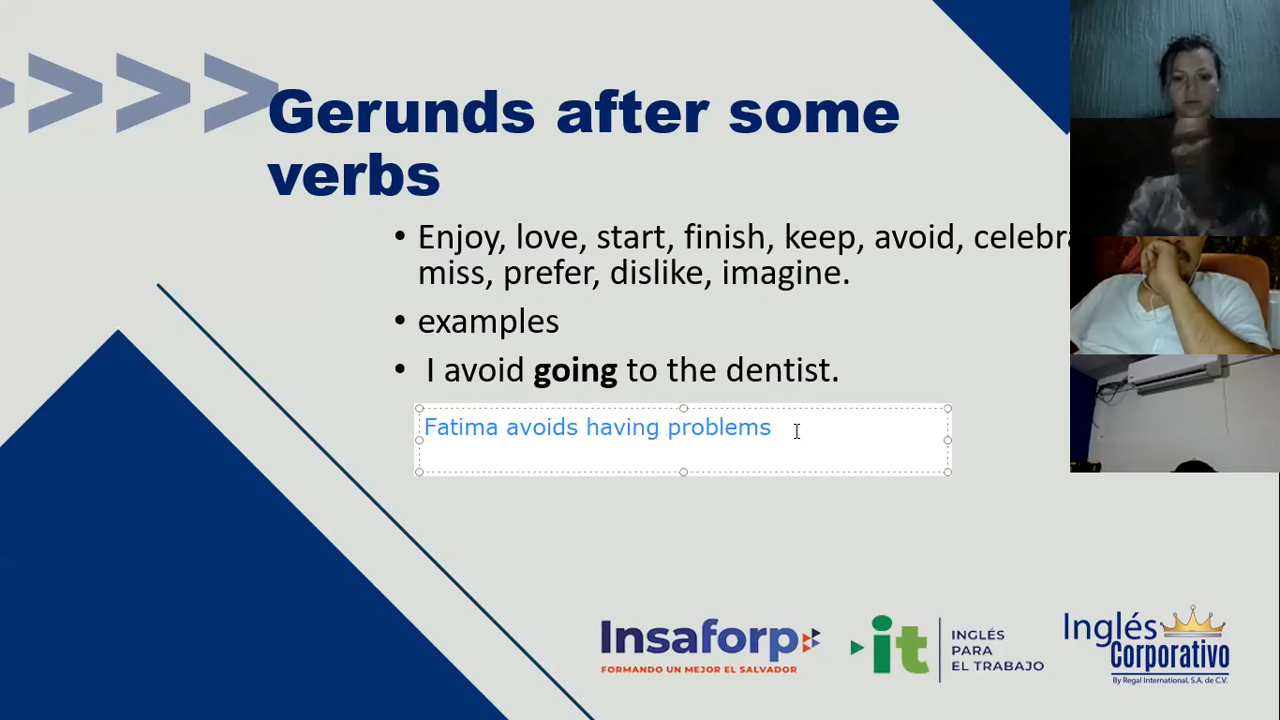 Gerunds after some
verbs
• Enjoy, love, start, finish, keep, avoid,
miss, prefer, dislike, imagine.
• examples
• I avoid going to the dentist.
Fatima avoids having problems
Insaforp
FORMANDO UN MEJOR EL SALVADOR
it
INGLÉS
PARA
EL TRABAJO
Inglés
Corporativo
By Regal International, S.A. de C.V.